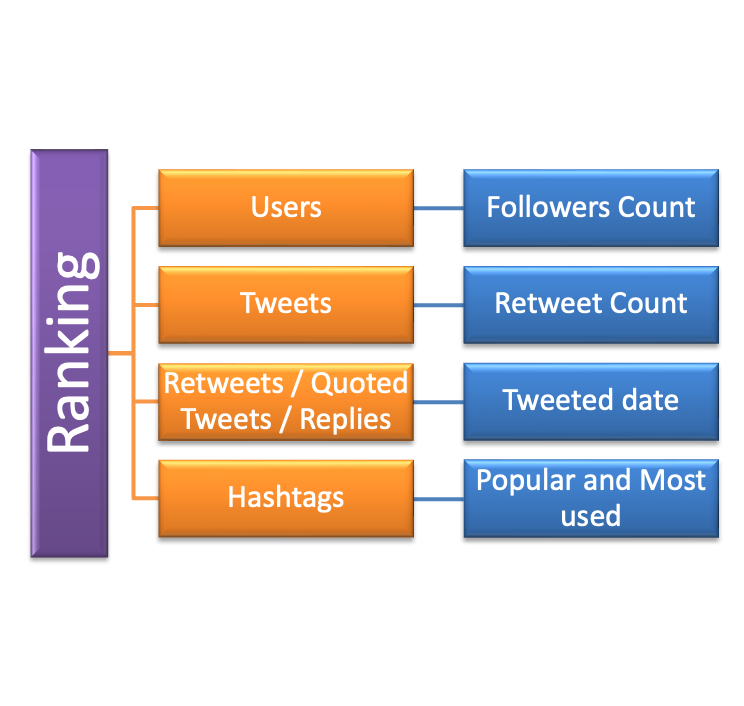 Ranking
Users
Followers Count
Tweets
Retweet Count
Retweets / Quoted
Tweets / Replies
Tweeted date
Hashtags
Popular and Most
used